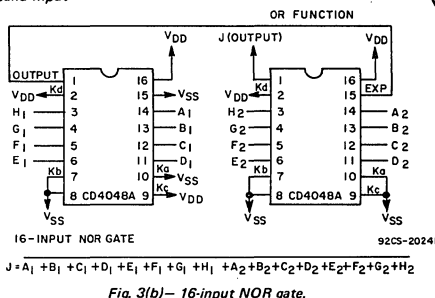 OR FUNCTION
VDD J (OUTPUT) VDD
OUTPUT 1 16 1 16
VDD Kd 2 15 VSS VDD Kd 2 15 EXP
H1 3 14 A1 H2 3 14 A2
G1 4 13 B1 G2 4 13 B2
F1 5 12 C1 F2 5 12 C2
E1 6 11 D1 E2 6 11 D2
Kb 7 10 Ka VSS Kb 7 10 Ka
8 CD4048A 9 Kc VDD 8 CD4048A 9 Kc
VSS VSS VSS
16-INPUT NOR GATE 92CS-2024
J = A1 + B1 + C1 + D1 + E1 + F1 + G1 + H1 + A2 + B2 + C2 + D2 + E2 + F2 + G2 + H2
Fig. 3(b)— 16-input NOR gate.